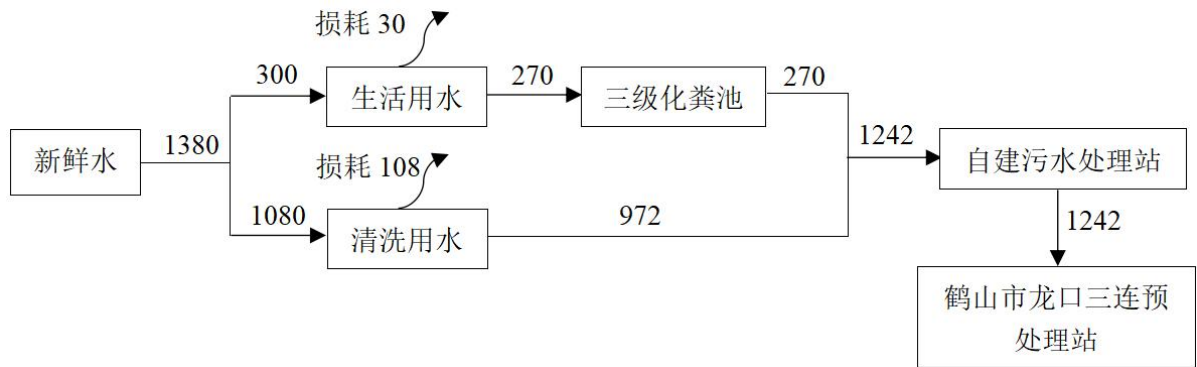 损耗 30
300
生活用水
270
三级化粪池
270
新鲜水
1380
1242
自建污水处理站
损耗 108
1080
清洗用水
972
1242
鹤山市龙口三连预
处理站